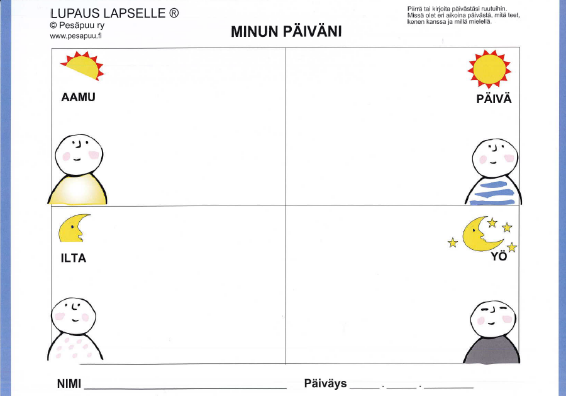 LUPAUS LAPSELLE ®
© Pesäpuu ry
www.pesapuu.fi
Piirrä tai kirjoita päivästäsi ruutuihin.
Missä olet eri aikoina päivästä, mitä teet,
kenen kanssa ja millä mielellä.
MINUN PÄIVÄNI
AAMU
PÄIVÄ
ILTA
YÖ
NIMI
Päiväys . .